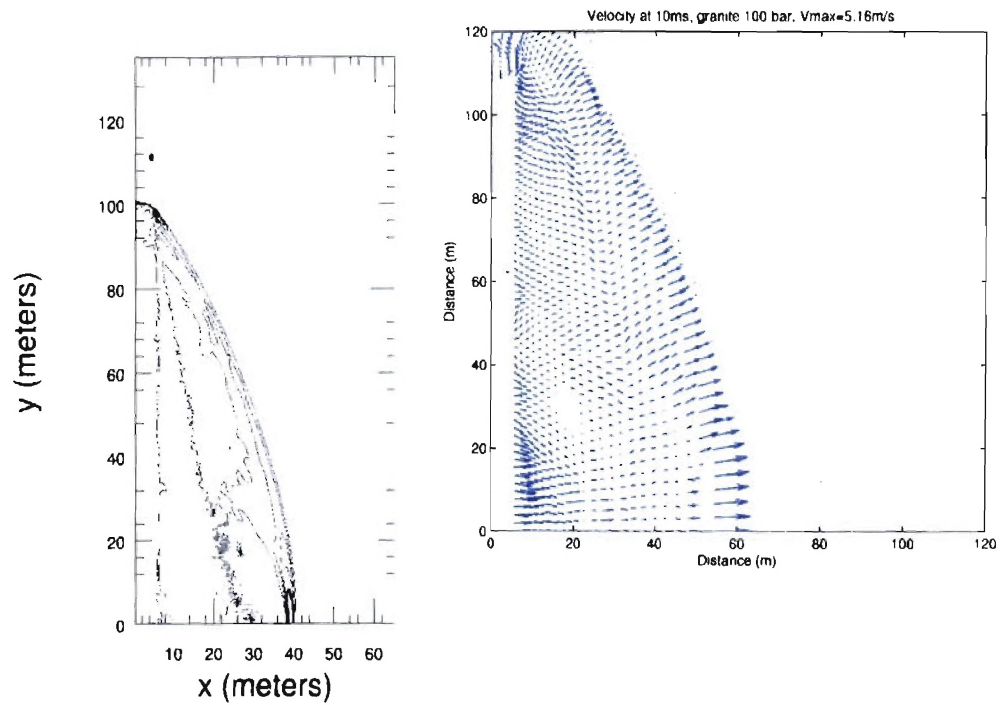 y (meters)
120
100
80
60
40
20
0
10 20 30 40 50 60
x (meters)
Velocity at 10ms, granite 100 bar, Vmax=5.16m/s
Distance (m)
120
100
80
60
40
20
0
0 20 40 60 80 100 120
Distance (m)